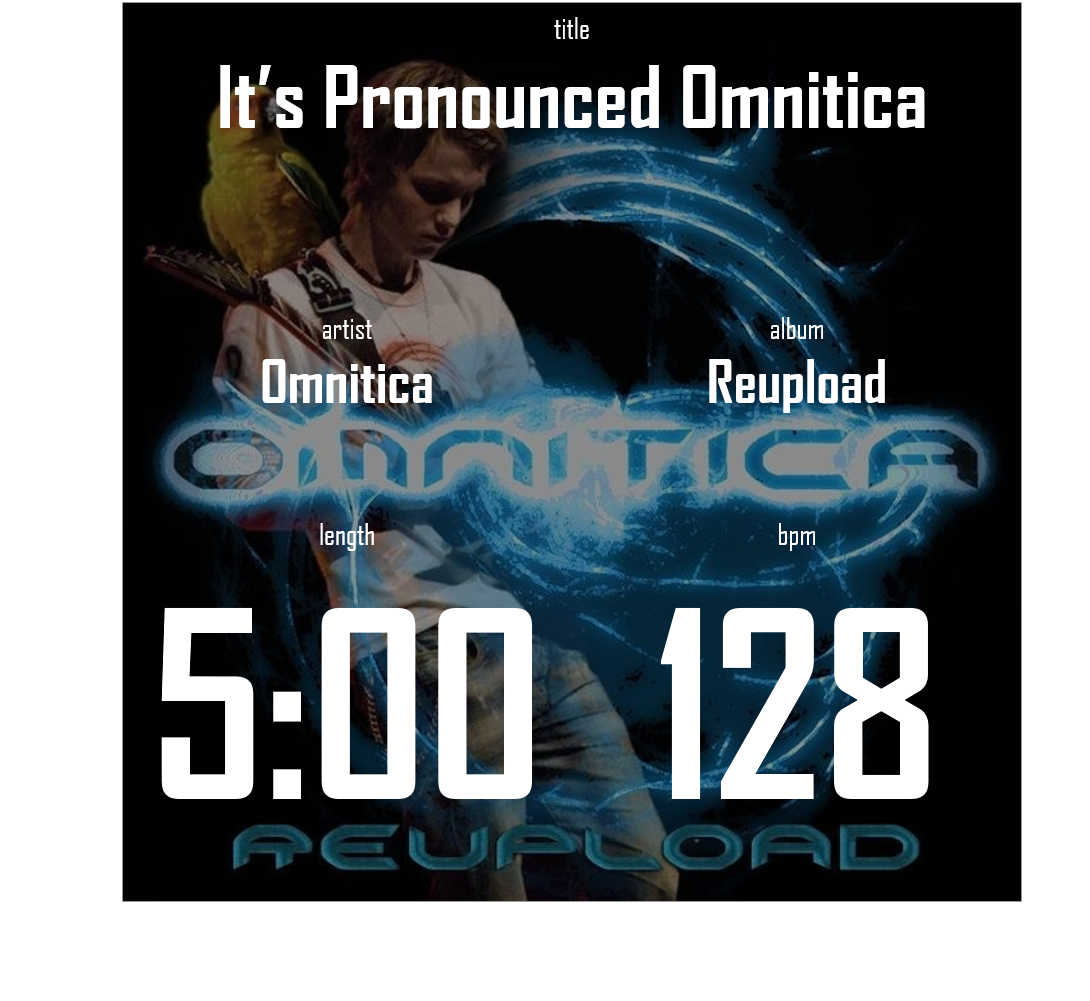 title
It’s Pronounced Omnitica
artist
album
Omnitica
Reupload
OMNITICA
length
bpm
5:00
128
REUPLOAD